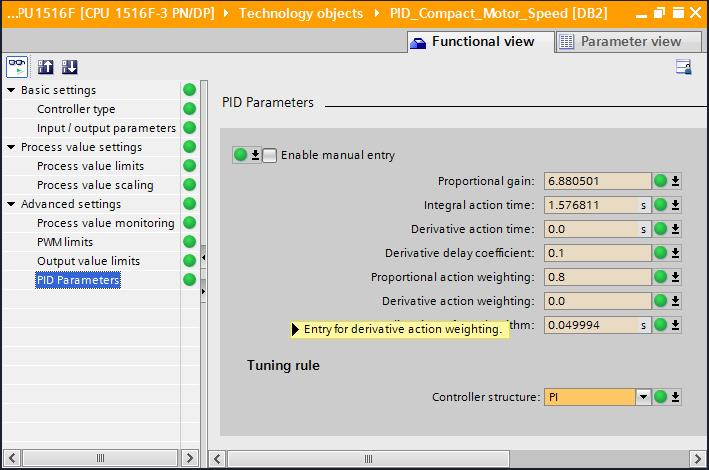 ...PU1516F [CPU 1516F-3 PN/DP] Technology objects PID_Compact_Motor_Speed [DB2]
Functional view Parameter view
Basic settings
Controller type
Input / output parameters
Process value settings
Process value limits
Process value scaling
Advanced settings
Process value monitoring
PWM limits
Output value limits
PID Parameters
PID Parameters
Enable manual entry
Proportional gain: 6.880501
Integral action time: 1.576811 s
Derivative action time: 0.0 s
Derivative delay coefficient: 0.1
Proportional action weighting: 0.8
Derivative action weighting: 0.0
Entry for derivative action weighting.
0.049994 s
Tuning rule
Controller structure: PI